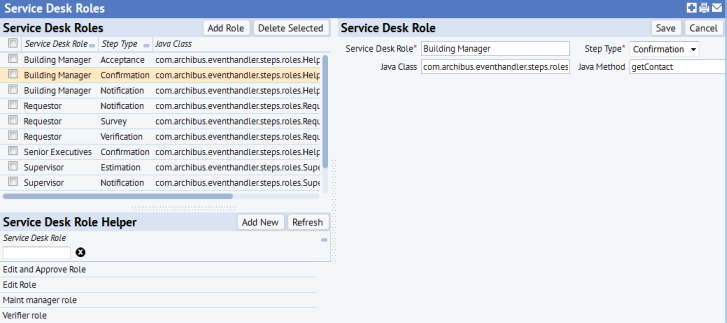 Service Desk Roles
Service Desk Roles Add Role Delete Selected
Service Desk Role Step Type Java Class
Building Manager Acceptance com.archibus.eventhandler.steps.roles.Help
Building Manager Confirmation com.archibus.eventhandler.steps.roles.Help
Building Manager Notification com.archibus.eventhandler.steps.roles.Help
Requestor Notification com.archibus.eventhandler.steps.roles.Requ
Requestor Survey com.archibus.eventhandler.steps.roles.Requ
Requestor Verification com.archibus.eventhandler.steps.roles.Requ
Senior Executives Confirmation com.archibus.eventhandler.steps.roles.Help
Supervisor Estimation com.archibus.eventhandler.steps.roles.Supe
Supervisor Notification com.archibus.eventhandler.steps.roles.Supe
Service Desk Role Helper Add New Refresh
Service Desk Role
Edit and Approve Role
Edit Role
Maint manager role
Verifier role
Service Desk Role Save Cancel
Service Desk Role* Building Manager Step Type* Confirmation
Java Class com.archibus.eventhandler.steps.roles Java Method getContact